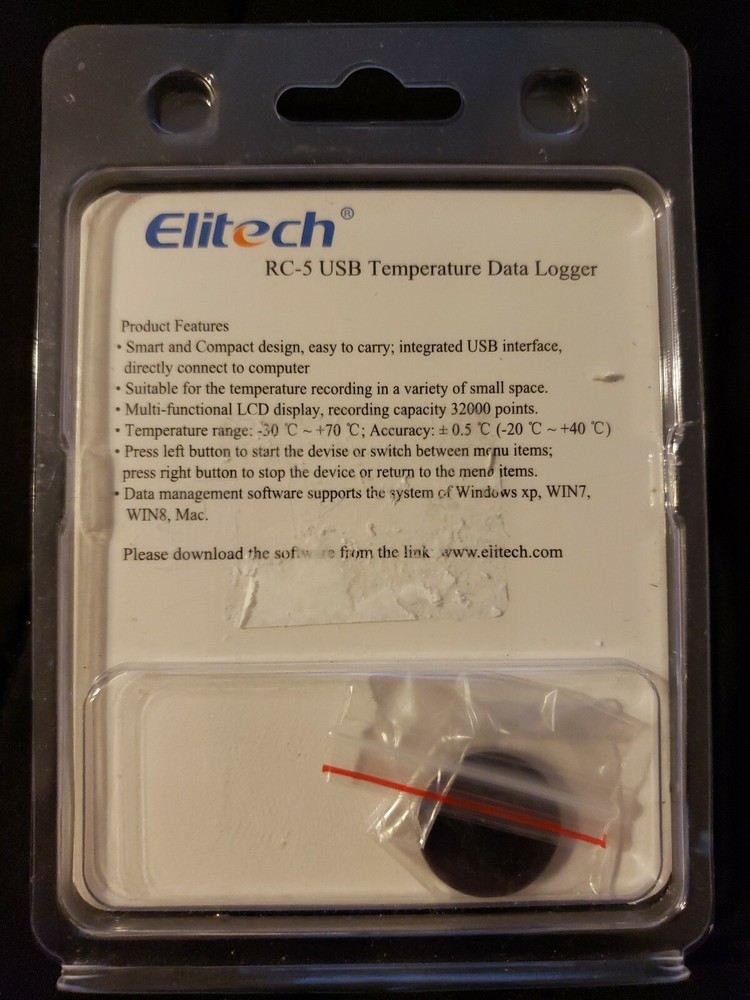 Elitech®
RC-5 USB Temperature Data Logger
Product Features
• Smart and Compact design, easy to carry; integrated USB interface,
directly connect to computer
• Suitable for the temperature recording in a variety of small space.
• Multi-functional LCD display, recording capacity 32000 points.
• Temperature range: -30 ℃ ~ +70 ℃; Accuracy: ± 0.5 ℃ (-20 ℃ ~ +40 ℃)
• Press left button to start the devise or switch between menu items;
press right button to stop the device or return to the menu items.
• Data management software supports the system of Windows xp, WIN7,
WIN8, Mac.
Please download the software from the link www.elitech.com